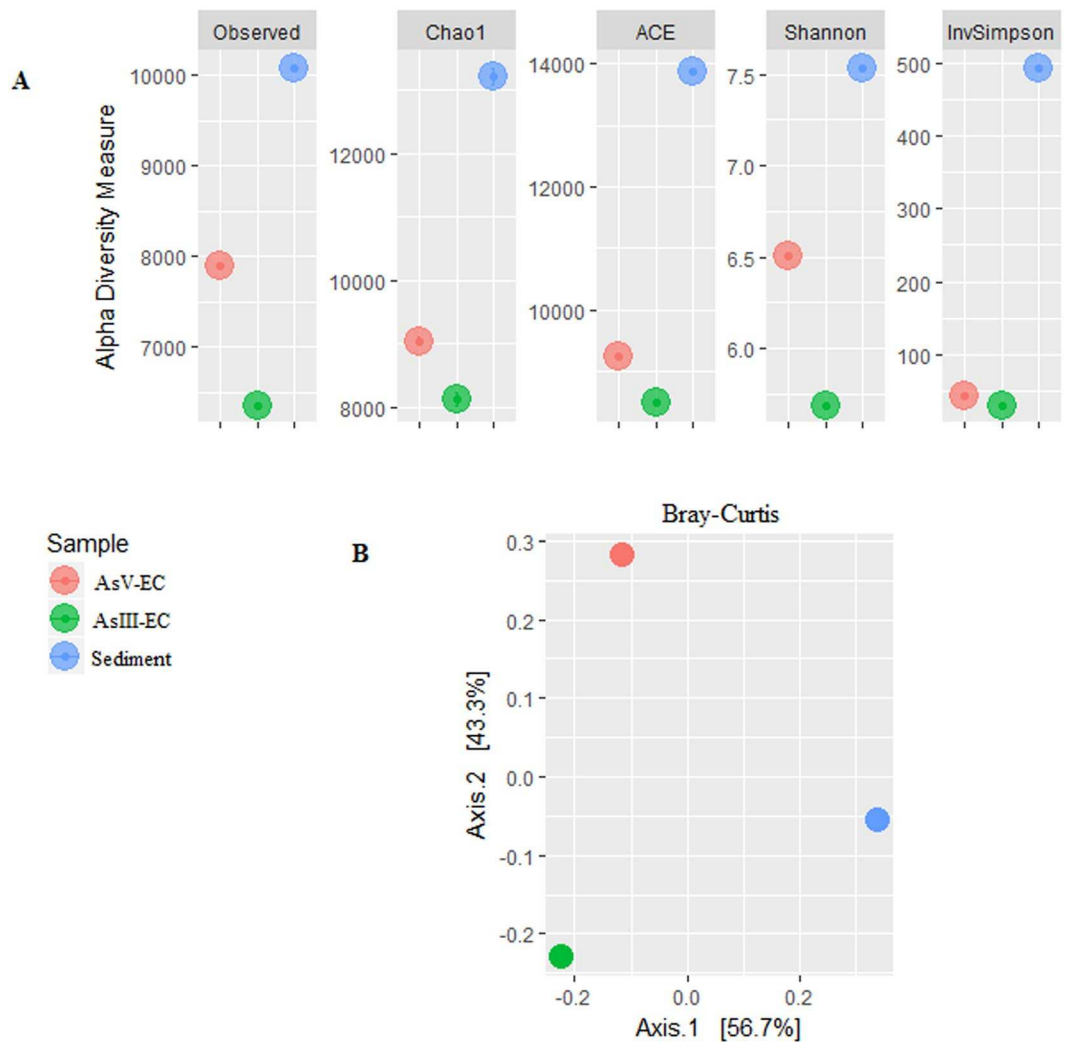 A
Alpha Diversity Measure
Observed
10000
9000
8000
7000
Chao1
12000
10000
8000
ACE
14000
12000
10000
Shannon
7.5
7.0
6.5
6.0
InvSimpson
500
400
300
200
100
Sample
AsV-EC
AsIII-EC
Sediment
B
Bray-Curtis
Axis.2 [43.3%]
0.3
0.2
0.1
0.0
-0.1
-0.2
-0.2 0.0 0.2
Axis.1 [56.7%]